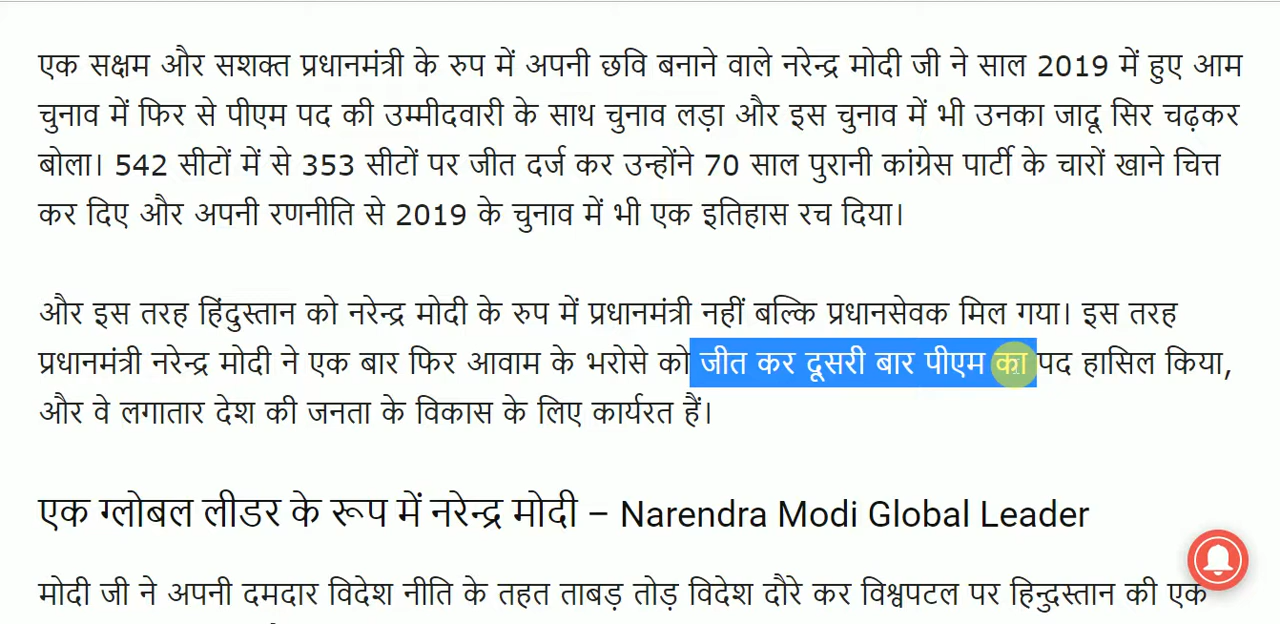 एक सक्षम और सशक्त प्रधानमंत्री के रुप में अपनी छवि बनाने वाले नरेन्द्र मोदी जी ने साल 2019 में हुए आम
चुनाव में फिर से पीएम पद की उम्मीदवारी के साथ चुनाव लड़ा और इस चुनाव में भी उनका जादू सिर चढ़कर
बोला। 542 सीटों में से 353 सीटों पर जीत दर्ज कर उन्होंने 70 साल पुरानी कांग्रेस पार्टी के चारों खाने चित्त
कर दिए और अपनी रणनीति से 2019 के चुनाव में भी एक इतिहास रच दिया।
और इस तरह हिंदुस्तान को नरेन्द्र मोदी के रुप में प्रधानमंत्री नहीं बल्कि प्रधानसेवक मिल गया। इस तरह
प्रधानमंत्री नरेन्द्र मोदी ने एक बार फिर आवाम के भरोसे को जीत कर दूसरी बार पीएम का पद हासिल किया,
और वे लगातार देश की जनता के विकास के लिए कार्यरत हैं।
एक ग्लोबल लीडर के रूप में नरेन्द्र मोदी – Narendra Modi Global Leader
मोदी जी ने अपनी दमदार विदेश नीति के तहत ताबड़ तोड़ विदेश दौरे कर विश्वपटल पर हिन्दुस्तान की एक